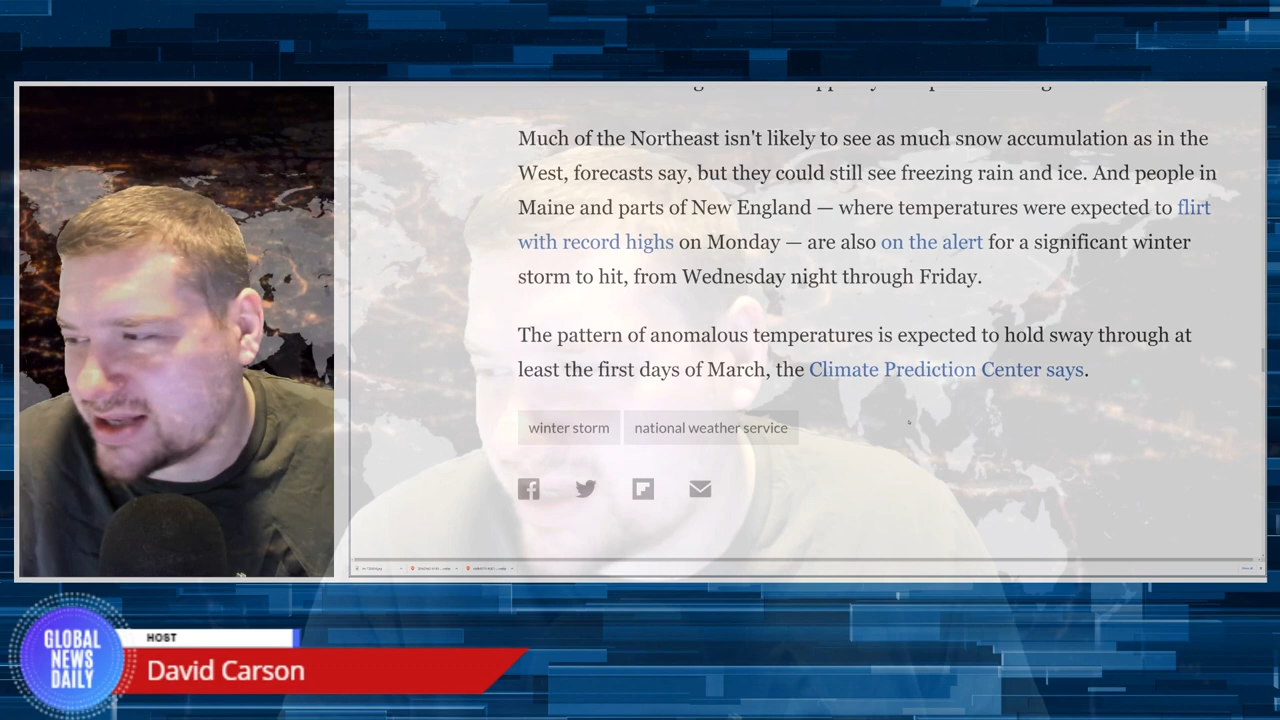 Much of the Northeast isn't likely to see as much snow accumulation as in the
West, forecasts say, but they could still see freezing rain and ice. And people in
Maine and parts of New England — where temperatures were expected to flirt
with record highs on Monday — are also on the alert for a significant winter
storm to hit, from Wednesday night through Friday.
The pattern of anomalous temperatures is expected to hold sway through at
least the first days of March, the Climate Prediction Center says.
winter storm
national weather service
GLOBAL
NEWS
DAILY
HOST
David Carson